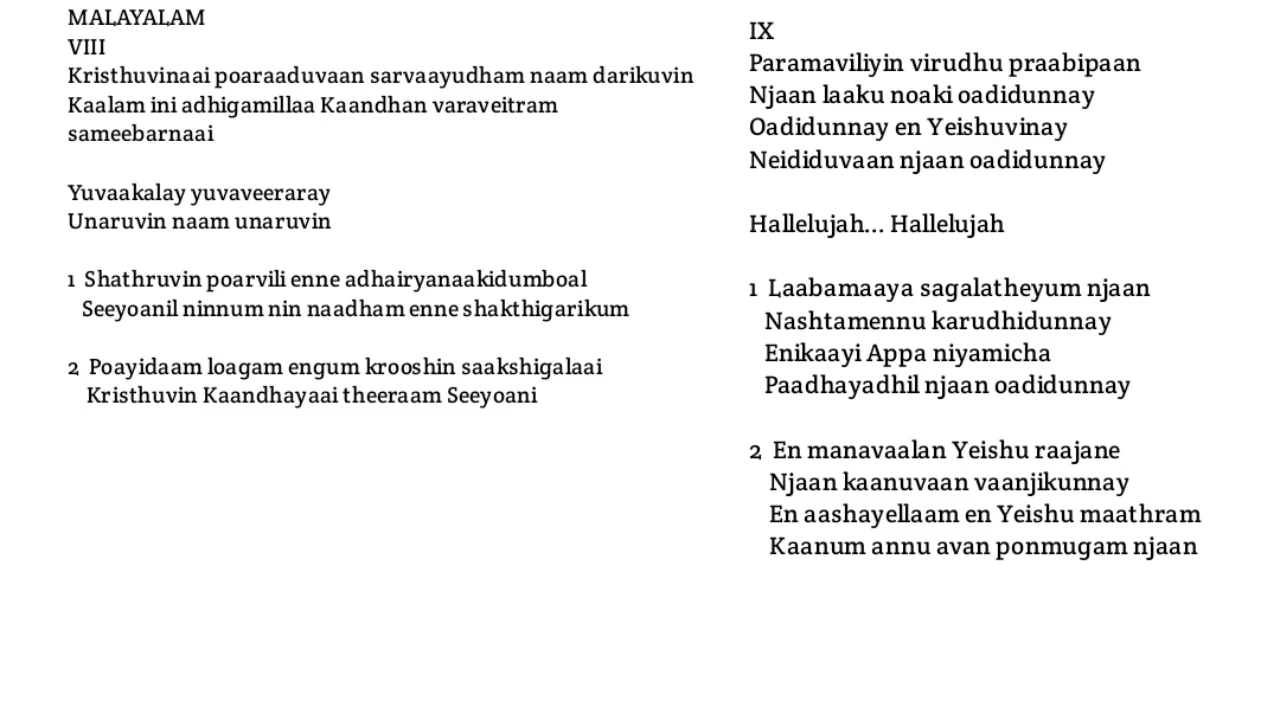 MALAYALAM
VIII
Kristhuvinaai poaraaduvaan sarvaayudham naam darikuvin
Kaalam ini adhigamillaa Kaandhan varaveitram
sameebarnaai
Yuvaakalay yuvaveeraray
Unaruvin naam unaruvin
1 Shathruvin poarvili enne adhairyanaakidumboal
Seeyoanil ninnum nin naadham enne shakthigarikum
2 Poayidaam loagam engum krooshin saakshigalaai
Kristhuvin Kaandhayaai theeraam Seeyoani
IX
Paramaviliyin virudhu praabipaan
Njaan laaku noaki oadidunnay
Oadidunnay en Yeishuvinay
Neididuvaan njaan oadidunnay
Hallelujah... Hallelujah
1 Laabamaaya sagalatheyum njaan
Nashtamennu karudhidunnay
Enikaayi Appa niyamicha
Paadhayadhil njaan oadidunnay
2 En manavaalan Yeishu raajane
Njaan kaanuvaan vaanjikunnay
En aashayellaam en Yeishu maathram
Kaanum annu avan ponmugam njaan